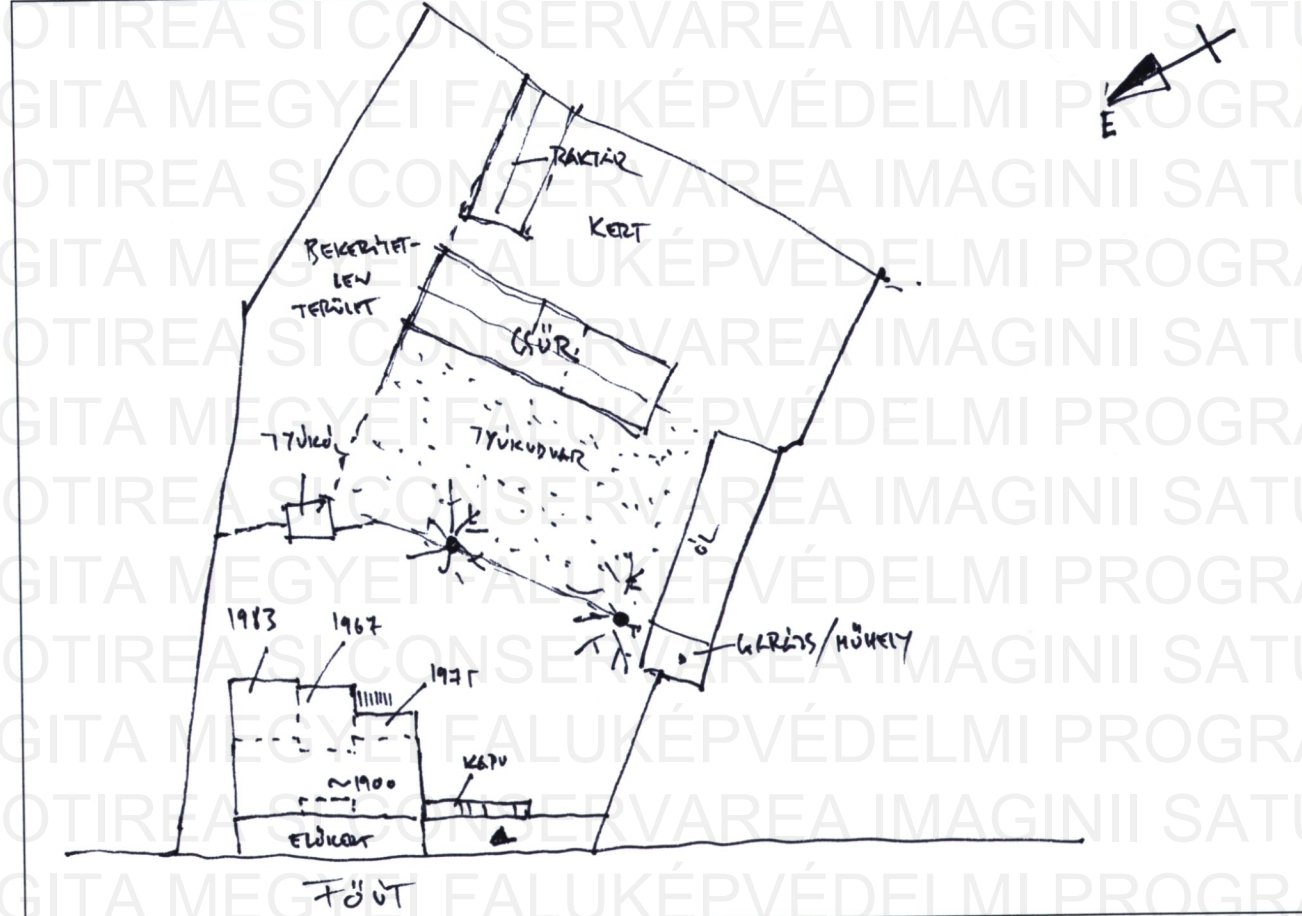 OTIREA SI CONSERVAREA IMAGINII SATU
GITA MEGYEI FALUKÉPVÉDELMI PROGRA
É
RAKTÁR
KERT
BEKERÍTET-
LEN
TERÜLET
CSŰR
TYÚKÓL
TYÚKUDVAR
ÓL
GARÁZS/MŰHELY
1983
1967
1975
~1900
KAPU
ELŐKERT
FŐÚT